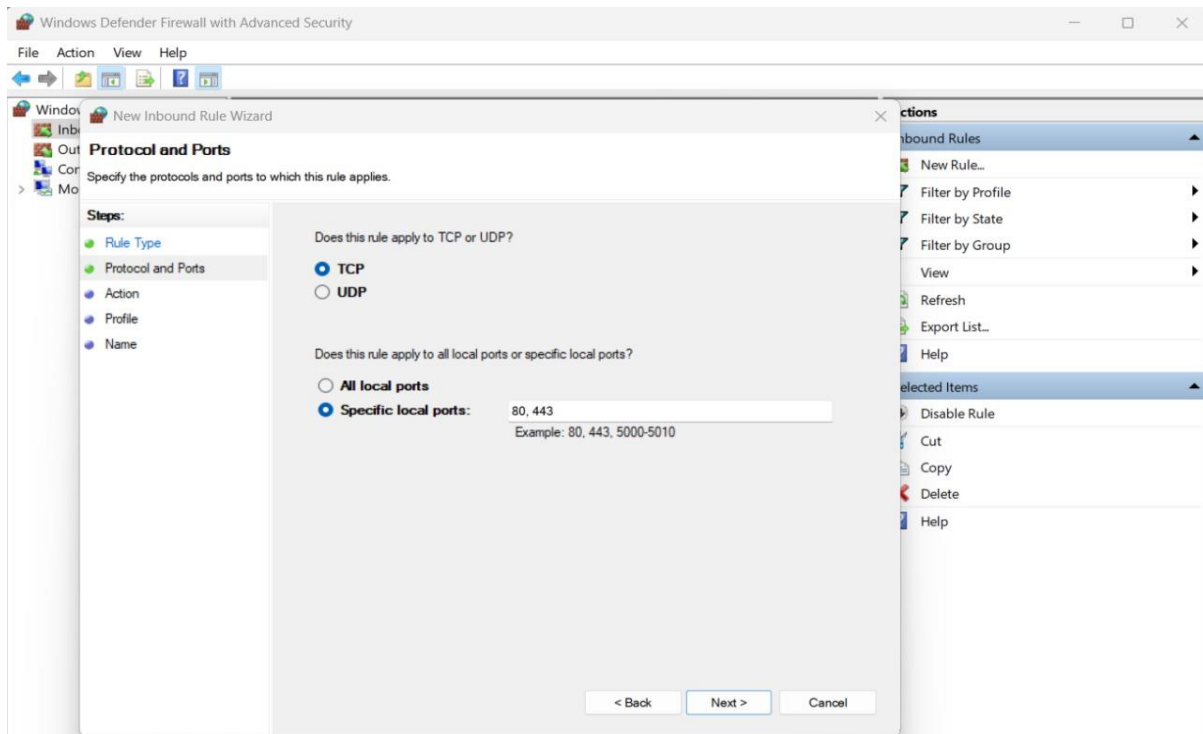 Windows Defender Firewall with Advanced Security
File Action View Help
Window
Inb
Out
Cor
Mo
New Inbound Rule Wizard
Protocol and Ports
Specify the protocols and ports to which this rule applies.
Steps:
Rule Type
Protocol and Ports
Action
Profile
Name
Does this rule apply to TCP or UDP?
TCP
UDP
Does this rule apply to all local ports or specific local ports?
All local ports
Specific local ports: 80, 443
Example: 80, 443, 5000-5010
< Back Next > Cancel
ctions
nbound Rules
New Rule...
Filter by Profile
Filter by State
Filter by Group
View
Refresh
Export List...
Help
elected Items
Disable Rule
Cut
Copy
Delete
Help